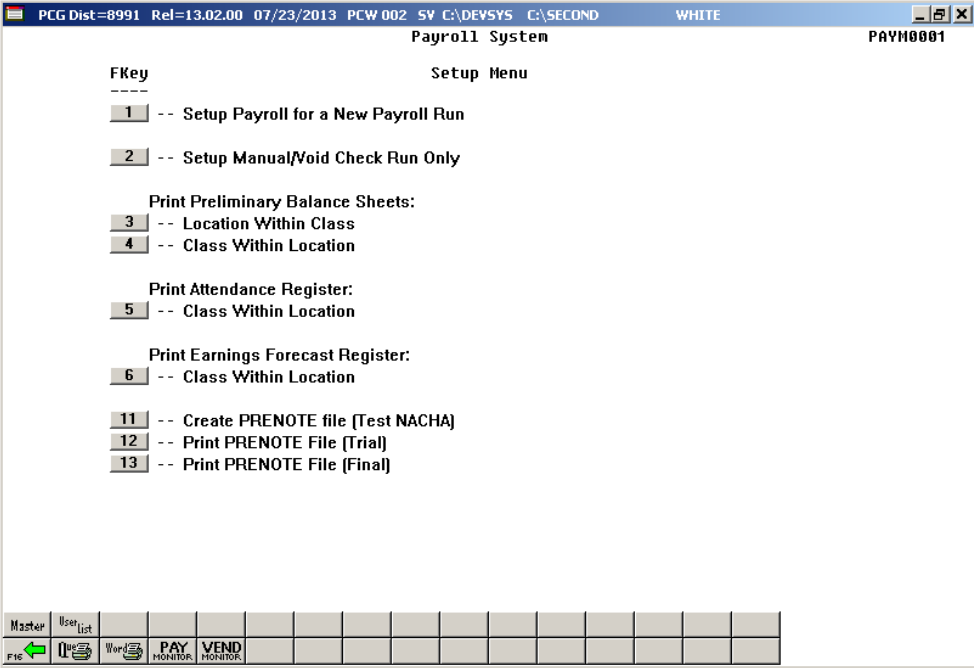 PCG Dist=8991 Rel=13.02.00 07/23/2013 PCW 002 SV C:\DEVSYS C:\SECOND WHITE
Payroll System PAYM0001
FKey Setup Menu
----
1 -- Setup Payroll for a New Payroll Run
2 -- Setup Manual/Void Check Run Only
Print Preliminary Balance Sheets:
3 -- Location Within Class
4 -- Class Within Location
Print Attendance Register:
5 -- Class Within Location
Print Earnings Forecast Register:
6 -- Class Within Location
11 -- Create PRENOTE file (Test NACHA)
12 -- Print PRENOTE File (Trial)
13 -- Print PRENOTE File (Final)
Master User List
F16 Que Word PAY MONITOR VEND MONITOR